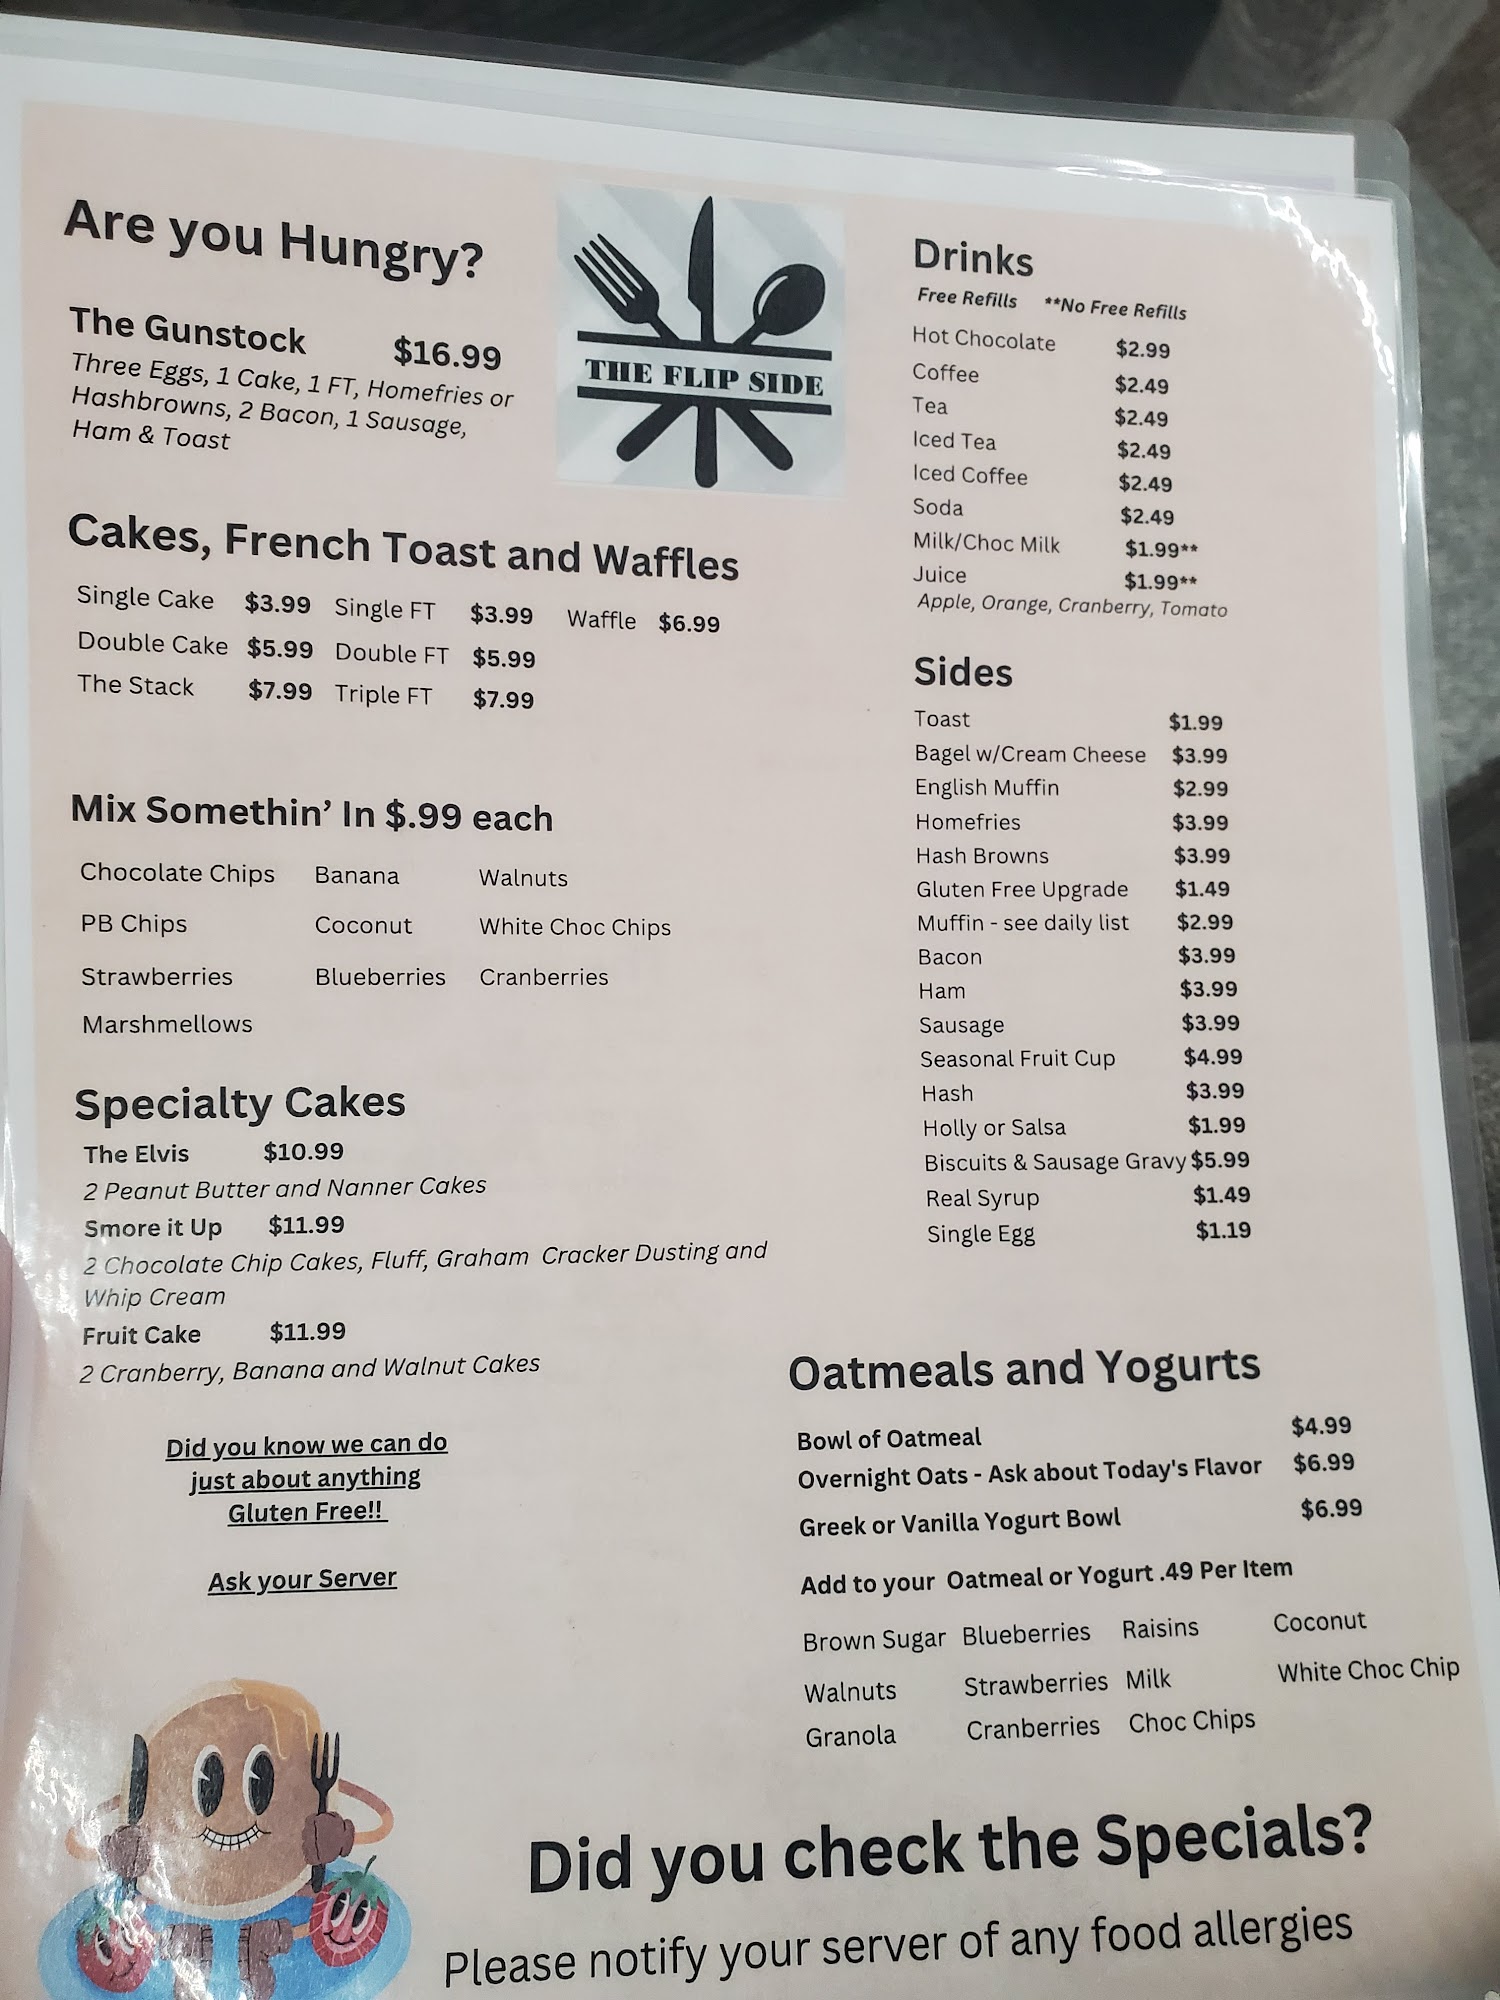 Are you Hungry?
The Gunstock $16.99
Three Eggs, 1 Cake, 1 FT, Homefries or
Hashbrowns, 2 Bacon, 1 Sausage,
Ham & Toast
THE FLIP SIDE
Cakes, French Toast and Waffles
Single Cake $3.99 Single FT $3.99 Waffle $6.99
Double Cake $5.99 Double FT $5.99
The Stack $7.99 Triple FT $7.99
Mix Somethin' In $.99 each
Chocolate Chips Banana Walnuts
PB Chips Coconut White Choc Chips
Strawberries Blueberries Cranberries
Marshmellows
Specialty Cakes
The Elvis $10.99
2 Peanut Butter and Nanner Cakes
Smore it Up $11.99
2 Chocolate Chip Cakes, Fluff, Graham Cracker Dusting and
Whip Cream
Fruit Cake $11.99
2 Cranberry, Banana and Walnut Cakes
Did you know we can do
just about anything
Gluten Free!!
Ask your Server
Drinks
Free Refills **No Free Refills
Hot Chocolate $2.99
Coffee $2.49
Tea $2.49
Iced Tea $2.49
Iced Coffee $2.49
Soda $2.49
Milk/Choc Milk $1.99**
Juice $1.99**
Apple, Orange, Cranberry, Tomato
Sides
Toast $1.99
Bagel w/Cream Cheese $3.99
English Muffin $2.99
Homefries $3.99
Hash Browns $3.99
Gluten Free Upgrade $1.49
Muffin - see daily list $2.99
Bacon $3.99
Ham $3.99
Sausage $3.99
Seasonal Fruit Cup $4.99
Hash $3.99
Holly or Salsa $1.99
Biscuits & Sausage Gravy $5.99
Real Syrup $1.49
Single Egg $1.19
Oatmeals and Yogurts
Bowl of Oatmeal $4.99
Overnight Oats - Ask about Today's Flavor $6.99
Greek or Vanilla Yogurt Bowl $6.99
Add to your Oatmeal or Yogurt .49 Per Item
Brown Sugar Blueberries Raisins Coconut
Walnuts Strawberries Milk White Choc Chip
Granola Cranberries Choc Chips
Did you check the Specials?
Please notify your server of any food allergies